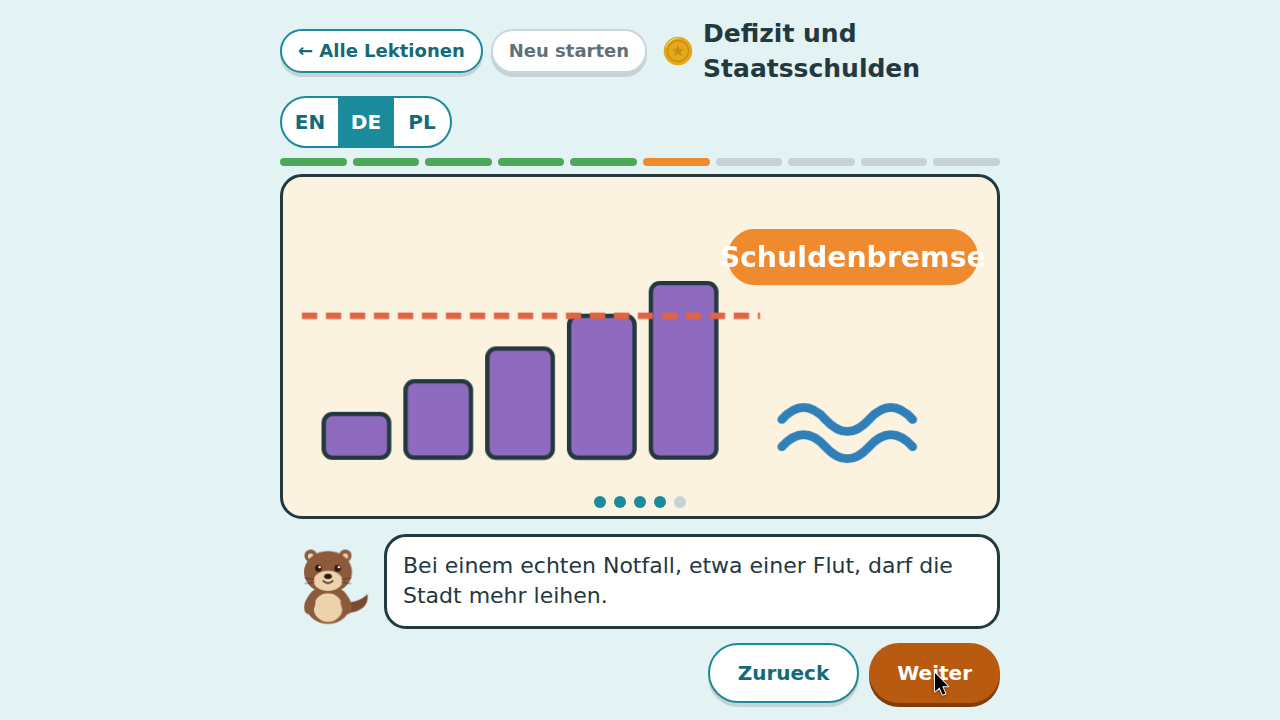 ← Alle Lektionen
Neu starten
Defizit und
Staatsschulden
EN DE PL
Schuldenbremse
Bei einem echten Notfall, etwa einer Flut, darf die
Stadt mehr leihen.
Zurueck
Weiter